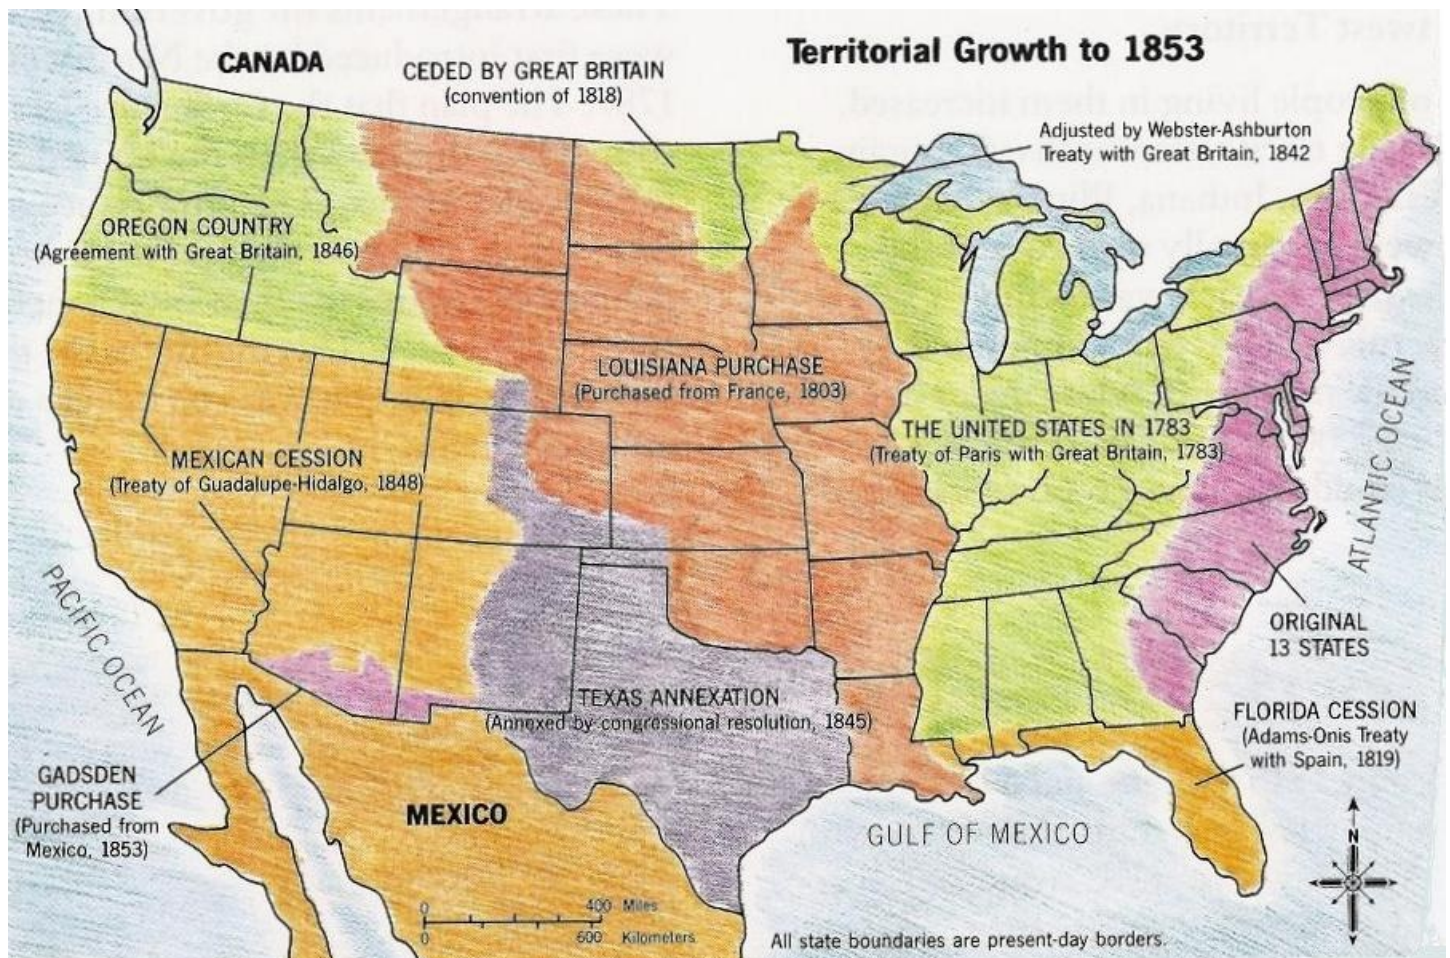 Territorial Growth to 1853
CANADA
CEDED BY GREAT BRITAIN
(convention of 1818)
Adjusted by Webster-Ashburton
Treaty with Great Britain, 1842
OREGON COUNTRY
(Agreement with Great Britain, 1846)
LOUISIANA PURCHASE
(Purchased from France, 1803)
THE UNITED STATES IN 1783
(Treaty of Paris with Great Britain, 1783)
MEXICAN CESSION
(Treaty of Guadalupe-Hidalgo, 1848)
ATLANTIC OCEAN
PACIFIC OCEAN
ORIGINAL
13 STATES
TEXAS ANNEXATION
(Annexed by congressional resolution, 1845)
FLORIDA CESSION
(Adams-Onis Treaty
with Spain, 1819)
GADSDEN
PURCHASE
(Purchased from
Mexico, 1853)
MEXICO
GULF OF MEXICO
N
0 400 Miles
0 600 Kilometers
All state boundaries are present-day borders.